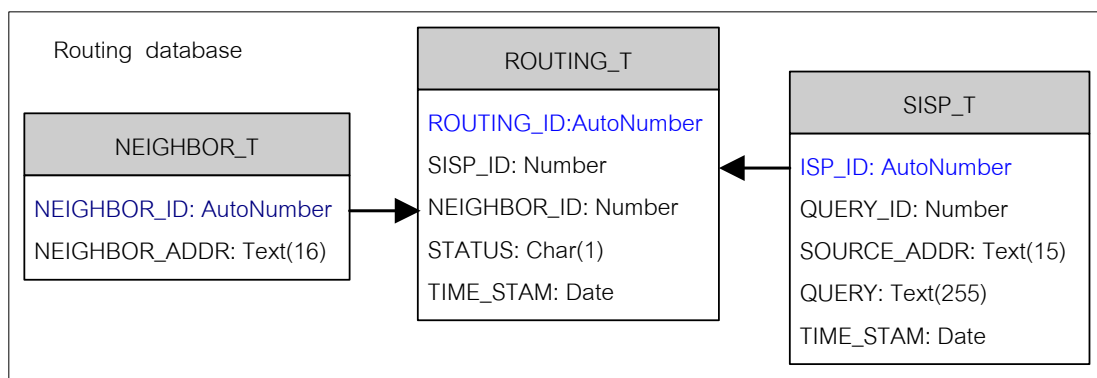 Routing database
NEIGHBOR_T
NEIGHBOR_ID: AutoNumber
NEIGHBOR_ADDR: Text(16)
ROUTING_T
ROUTING_ID:AutoNumber
SISP_ID: Number
NEIGHBOR_ID: Number
STATUS: Char(1)
TIME_STAM: Date
SISP_T
ISP_ID: AutoNumber
QUERY_ID: Number
SOURCE_ADDR: Text(15)
QUERY: Text(255)
TIME_STAM: Date